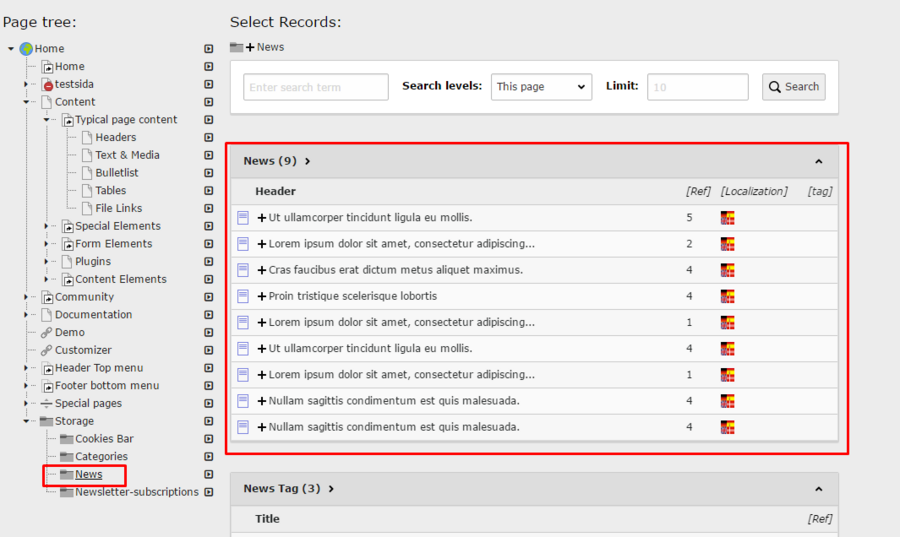 Page tree:
Home
Home
testsida
Content
Typical page content
Headers
Text & Media
Bulletlist
Tables
File Links
Special Elements
Form Elements
Plugins
Content Elements
Community
Documentation
Demo
Customizer
Header Top menu
Footer bottom menu
Special pages
Storage
Cookies Bar
Categories
News
Newsletter-subscriptions
Select Records:
News
Enter search term Search levels: This page Limit: 10 Search
News (9)
Header [Ref] [Localization] [tag]
Ut ullamcorper tincidunt ligula eu mollis. 5
Lorem ipsum dolor sit amet, consectetur adipiscing... 2
Cras faucibus erat dictum metus aliquet maximus. 4
Proin tristique scelerisque lobortis 4
Lorem ipsum dolor sit amet, consectetur adipiscing... 1
Ut ullamcorper tincidunt ligula eu mollis. 4
Lorem ipsum dolor sit amet, consectetur adipiscing... 1
Nullam sagittis condimentum est quis malesuada. 4
Nullam sagittis condimentum est quis malesuada. 4
News Tag (3)
Title [Ref]